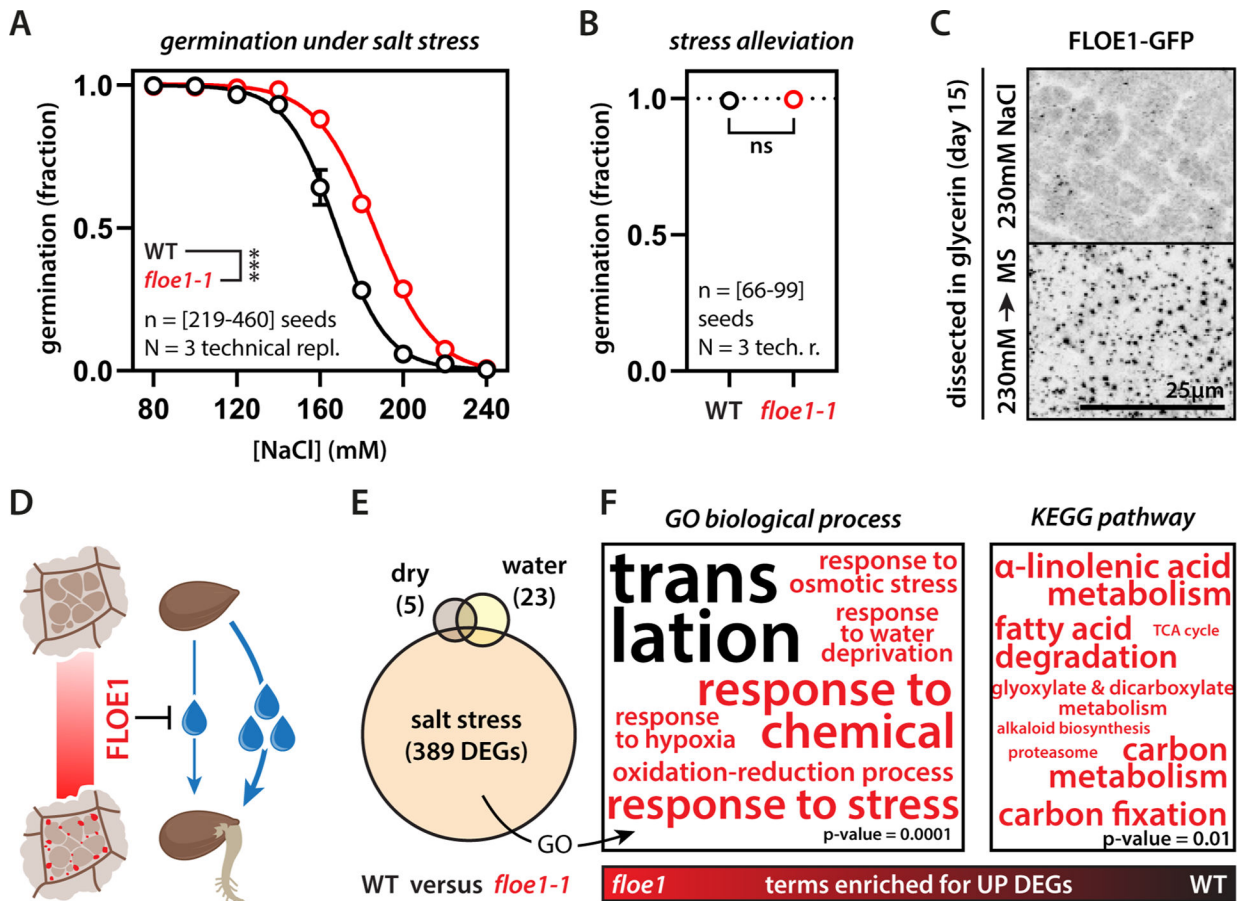 A
germination under salt stress
germination (fraction)
1.0
0.5
0.0
WT
floe1-1
***
n = [219-460] seeds
N = 3 technical repl.
80
120
160
200
240
[NaCl] (mM)
B
stress alleviation
germination (fraction)
1.0
0.5
0.0
ns
n = [66-99]
seeds
N = 3 tech. r.
WT
floe1-1
C
FLOE1-GFP
dissected in glycerin (day 15)
230mM NaCl
230mM → MS
25μm
D
FLOE1
E
dry
(5)
water
(23)
salt stress
(389 DEGs)
GO
WT versus floe1-1
F
GO biological process
trans
lation
response to
osmotic stress
response
to water
deprivation
response to
chemical
response
to hypoxia
oxidation-reduction process
response to stress
p-value = 0.0001
KEGG pathway
α-linolenic acid
metabolism
fatty acid
degradation
TCA cycle
glyoxylate & dicarboxylate
metabolism
alkaloid biosynthesis
proteasome
carbon
metabolism
carbon fixation
p-value = 0.01
floe1
terms enriched for UP DEGs
WT